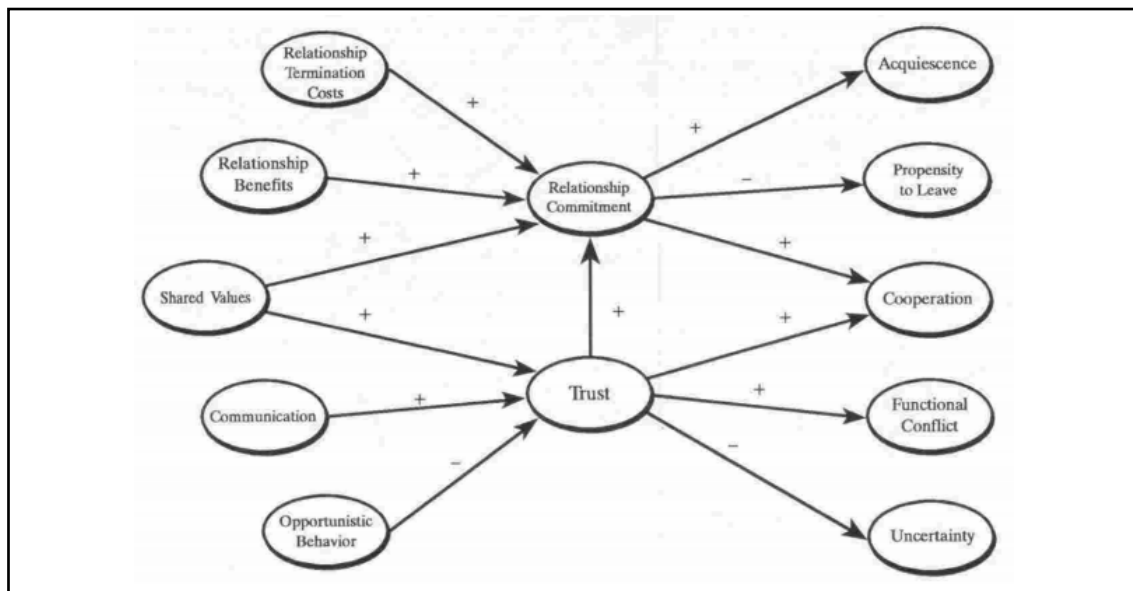 Relationship
Termination
Costs
Acquiescence
+
+
Relationship
Benefits
+
Relationship
Commitment
–
Propensity
to Leave
+
+
Shared Values
+
+
+
Cooperation
Communication
+
Trust
+
Functional
Conflict
–
–
Opportunistic
Behavior
Uncertainty